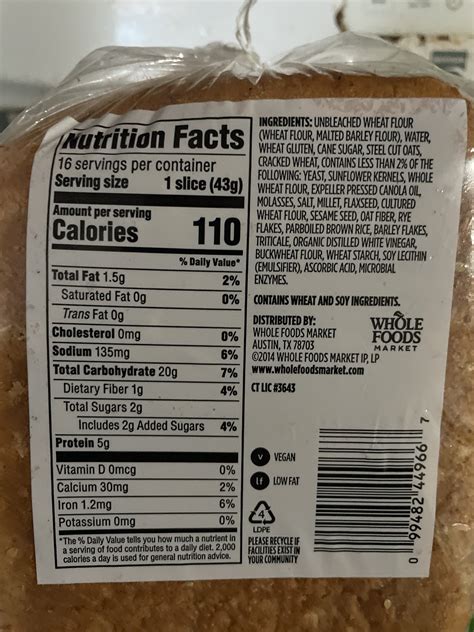 Nutrition Facts
16 servings per container
Serving size 1 slice (43g)
Amount per serving
Calories 110
% Daily Value*
Total Fat 1.5g 2%
Saturated Fat 0g 0%
Trans Fat 0g
Cholesterol 0mg 0%
Sodium 135mg 6%
Total Carbohydrate 20g 7%
Dietary Fiber 1g 4%
Total Sugars 2g
Includes 2g Added Sugars 4%
Protein 5g
Vitamin D 0mcg 0%
Calcium 30mg 2%
Iron 1.2mg 6%
Potassium 0mg 0%
*The % Daily Value tells you how much a nutrient in
a serving of food contributes to a daily diet. 2,000
calories a day is used for general nutrition advice.
INGREDIENTS: UNBLEACHED WHEAT FLOUR
(WHEAT FLOUR, MALTED BARLEY FLOUR), WATER,
WHEAT GLUTEN, CANE SUGAR, STEEL CUT OATS,
CRACKED WHEAT, CONTAINS LESS THAN 2% OF THE
FOLLOWING: YEAST, SUNFLOWER KERNELS, WHOLE
WHEAT FLOUR, EXPELLER PRESSED CANOLA OIL,
MOLASSES, SALT, MILLET, FLAXSEED, CULTURED
WHEAT FLOUR, SESAME SEED, OAT FIBER, RYE
FLAKES, PARBOILED BROWN RICE, BARLEY FLAKES,
TRITICALE, ORGANIC DISTILLED WHITE VINEGAR,
BUCKWHEAT FLOUR, WHEAT STARCH, SOY LECITHIN
(EMULSIFIER), ASCORBIC ACID, MICROBIAL
ENZYMES.
CONTAINS WHEAT AND SOY INGREDIENTS.
DISTRIBUTED BY:
WHOLE FOODS MARKET
AUSTIN, TX 78703
©2014 WHOLE FOODS MARKET IP, LP
www.wholefoodsmarket.com
WHOLE
FOODS
MARKET
CT LIC #3643
v VEGAN
lf LOW FAT
4
LDPE
PLEASE RECYCLE IF
FACILITIES EXIST IN
YOUR COMMUNITY
0 99482 44966 7